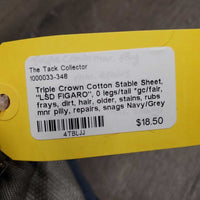 The Tack Collector
1000033-348
Triple Crown Cotton Stable Sheet,
"LSD FIGARO", 0 legs/tail *gc/fair,
frays, dirt, hair, older, stains, rubs
mnr pilly, repairs, snags Navy/Grey
$18.50
4TBLJJ